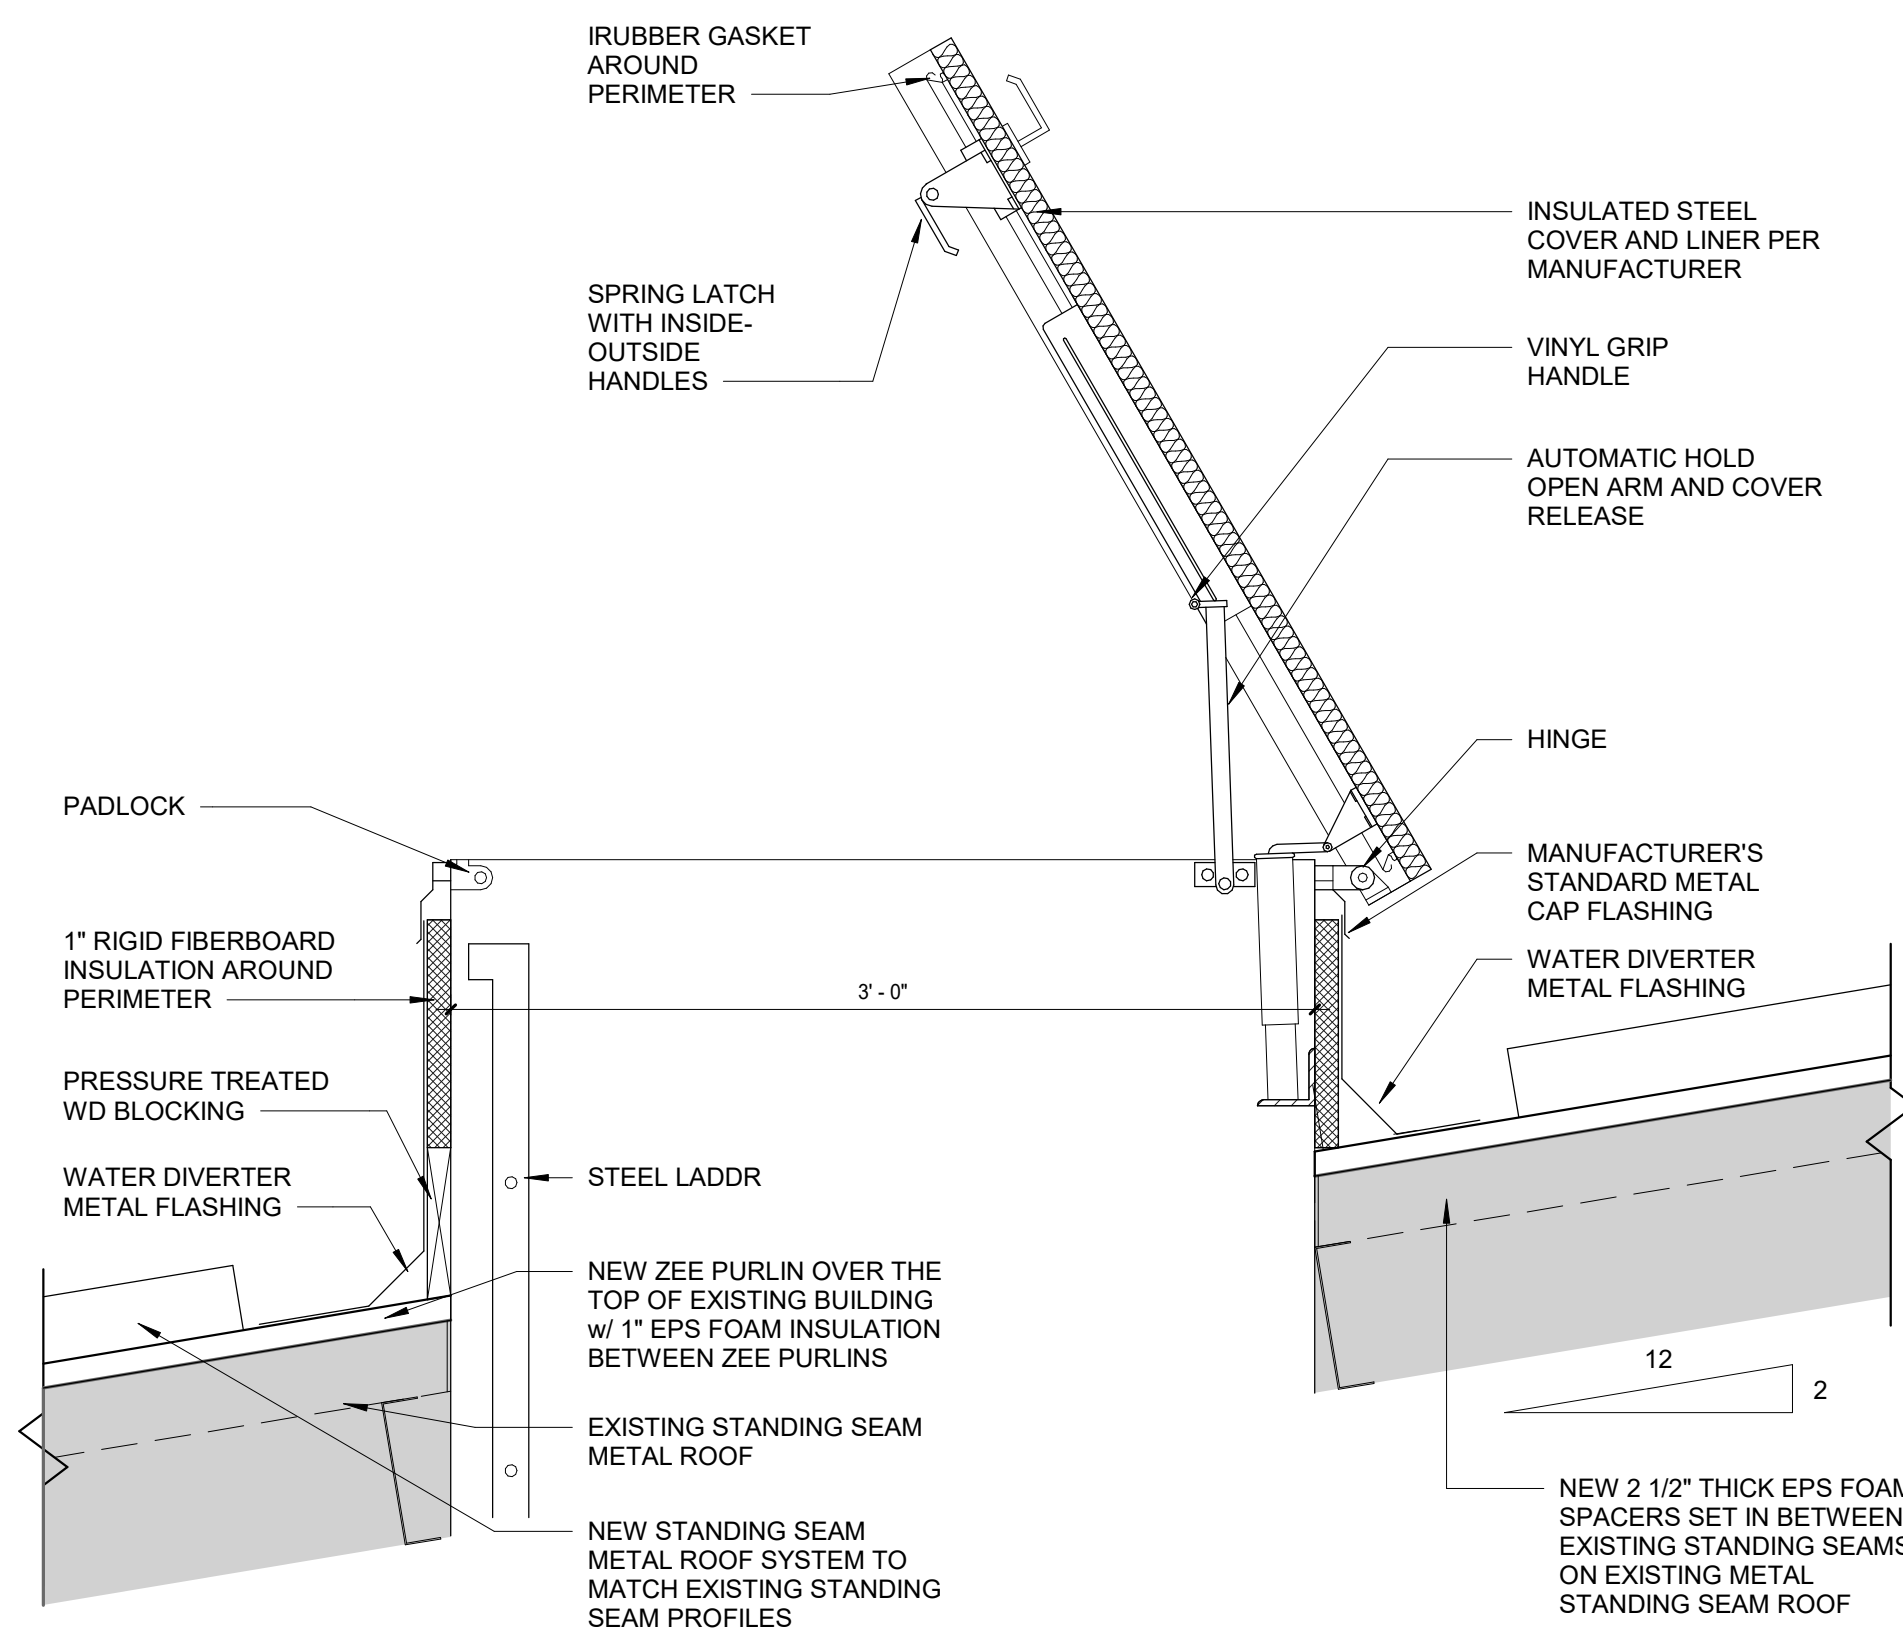 IRUBBER GASKET
AROUND
PERIMETER
SPRING LATCH
WITH INSIDE-
OUTSIDE
HANDLES
INSULATED STEEL
COVER AND LINER PER
MANUFACTURER
VINYL GRIP
HANDLE
AUTOMATIC HOLD
OPEN ARM AND COVER
RELEASE
HINGE
MANUFACTURER'S
STANDARD METAL
CAP FLASHING
WATER DIVERTER
METAL FLASHING
PADLOCK
1" RIGID FIBERBOARD
INSULATION AROUND
PERIMETER
3' - 0"
PRESSURE TREATED
WD BLOCKING
WATER DIVERTER
METAL FLASHING
STEEL LADDR
NEW ZEE PURLIN OVER THE
TOP OF EXISTING BUILDING
w/ 1" EPS FOAM INSULATION
BETWEEN ZEE PURLINS
EXISTING STANDING SEAM
METAL ROOF
NEW STANDING SEAM
METAL ROOF SYSTEM TO
MATCH EXISTING STANDING
SEAM PROFILES
12
2
NEW 2 1/2" THICK EPS FOAM
SPACERS SET IN BETWEEN
EXISTING STANDING SEAMS
ON EXISTING METAL
STANDING SEAM ROOF